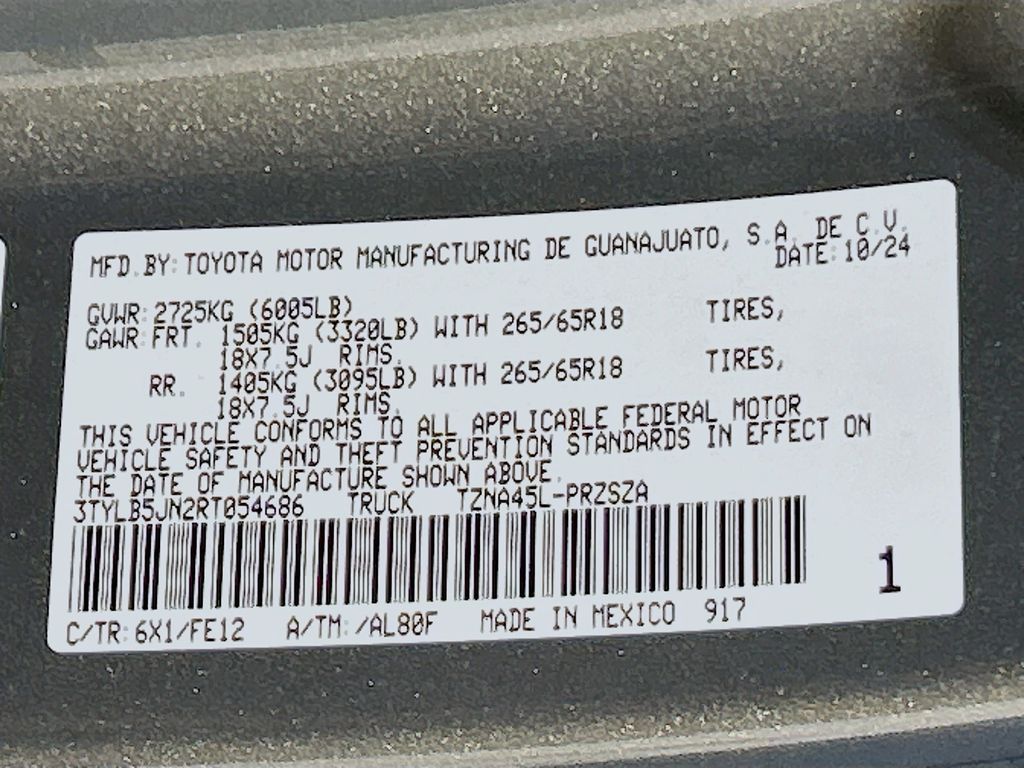 MFD.BY:TOYOTA MOTOR MANUFACTURING DE GUANAJUATO, S.A. DE C.V.
DATE:10/24
GVWR:2725KG (6005LB)
GAWR:FRT. 1505KG (3320LB) WITH 265/65R18 TIRES,
18X7.5J RIMS.
RR. 1405KG (3095LB) WITH 265/65R18 TIRES,
18X7.5J RIMS.
THIS VEHICLE CONFORMS TO ALL APPLICABLE FEDERAL MOTOR
VEHICLE SAFETY AND THEFT PREVENTION STANDARDS IN EFFECT ON
THE DATE OF MANUFACTURE SHOWN ABOVE.
3TYLB5JN2RT054686 TRUCK TZNA45L-PRZSZA
1
C/TR:6X1/FE12 A/TM:/AL80F MADE IN MEXICO 917